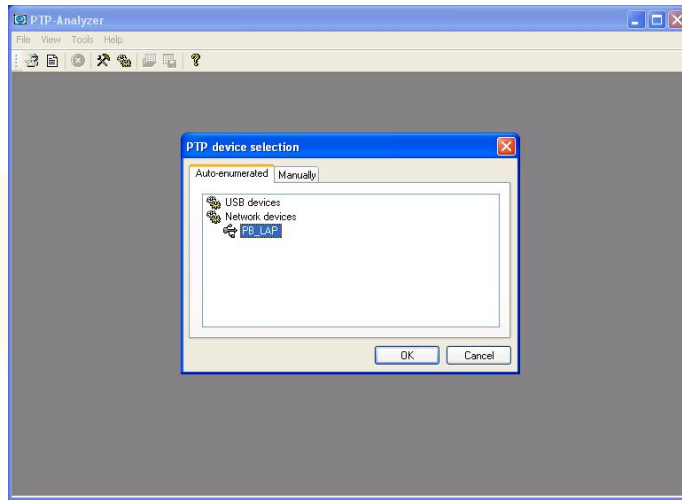 PTP-Analyzer
File View Tools Help
PTP device selection
Auto-enumerated Manually
USB devices
Network devices
PB_LAP
OK Cancel